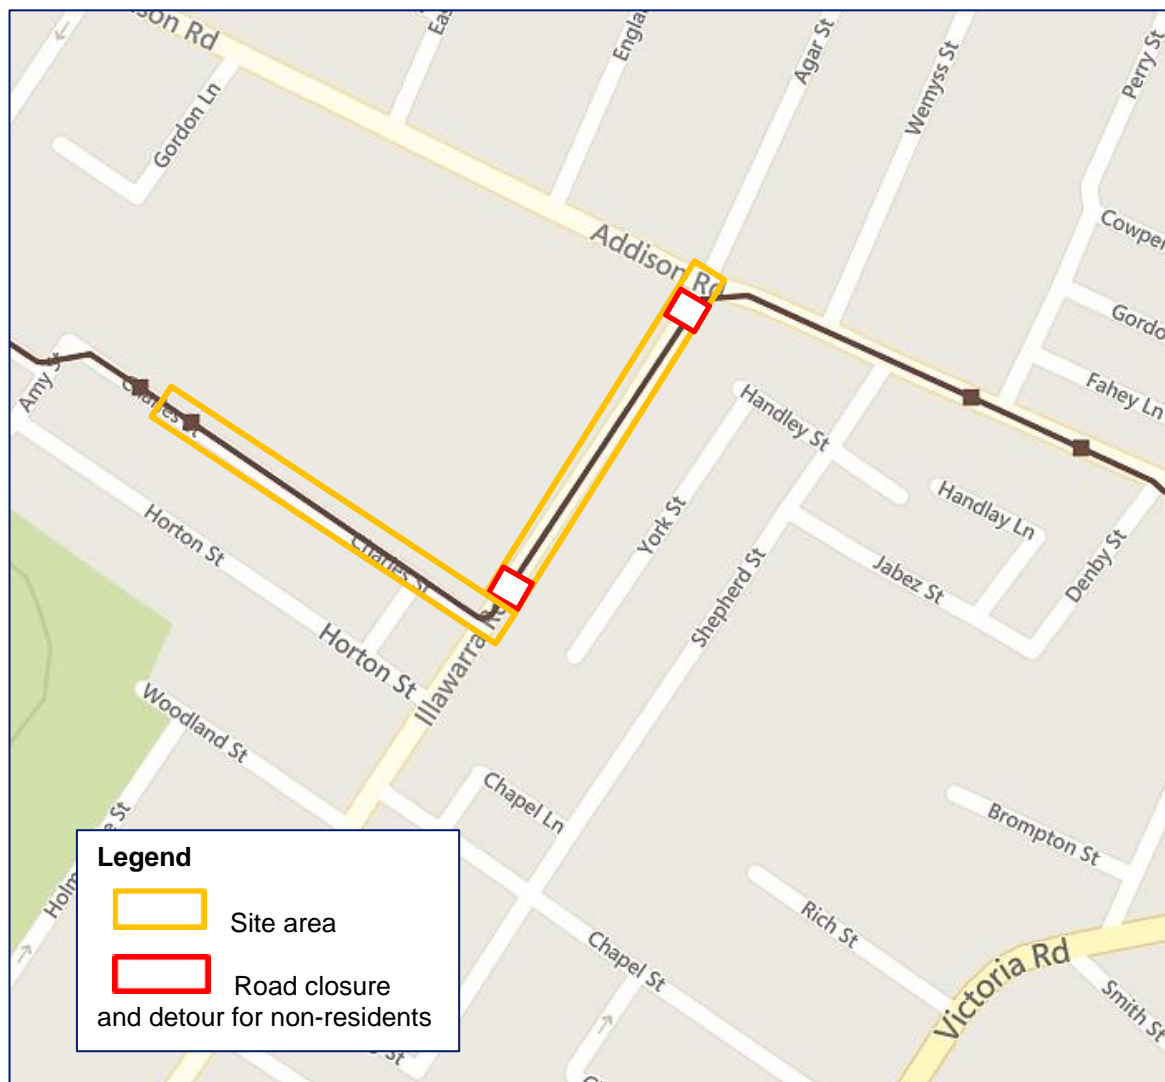 Gordon Ln
England
Agar St
Wemyss St
Perry St
Addison Rd
Cowper
Gordo
Fahey Ln
Amy St
Charles St
Handley St
Handlay Ln
Horton St
Charles St
York St
Shepherd St
Jabez St
Denby St
Horton St
Illawarra R
Woodland St
Chapel Ln
Brompton St
Rich St
Chapel St
Victoria Rd
Smith St
Legend
Site area
Road closure
and detour for non-residents